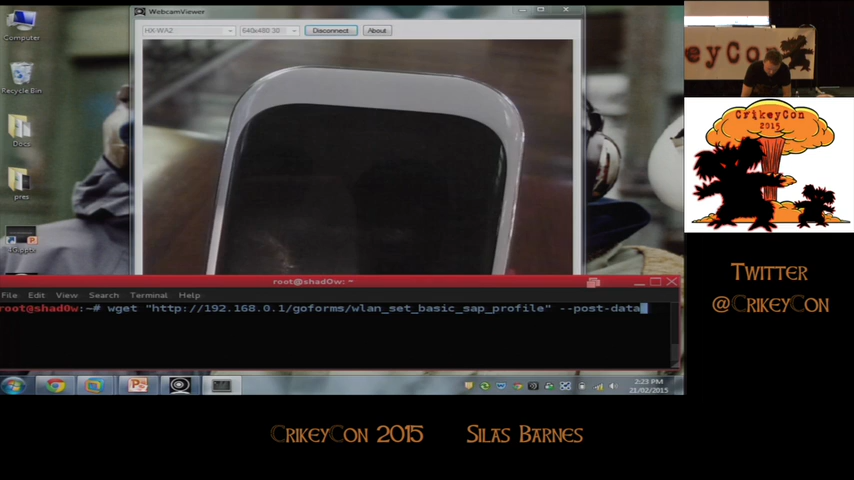 WebcamViewer
HX-WA2
640x480 30
Disconnect
About
Computer
Recycle Bin
Docs
pres
root@shad0w: ~
File Edit View Search Terminal Help
root@shad0w:~# wget "http://192.168.0.1/goforms/wlan_set_basic_sap_profile" --post-data
2:23 PM
21/02/2015
keyCon
CrikeyCon
2015
Twitter
@CrikeyCon
CrikeyCon 2015 Silas Barnes